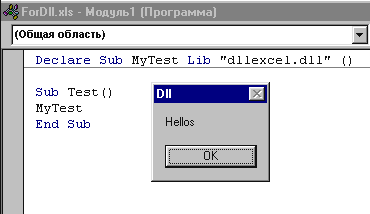 ForDll.xls - Модуль1 (Программа)
(Общая область)
Declare Sub MyTest Lib "dllexcel.dll" ()
Sub Test()
MyTest
End Sub
Dll
Hellos
OK